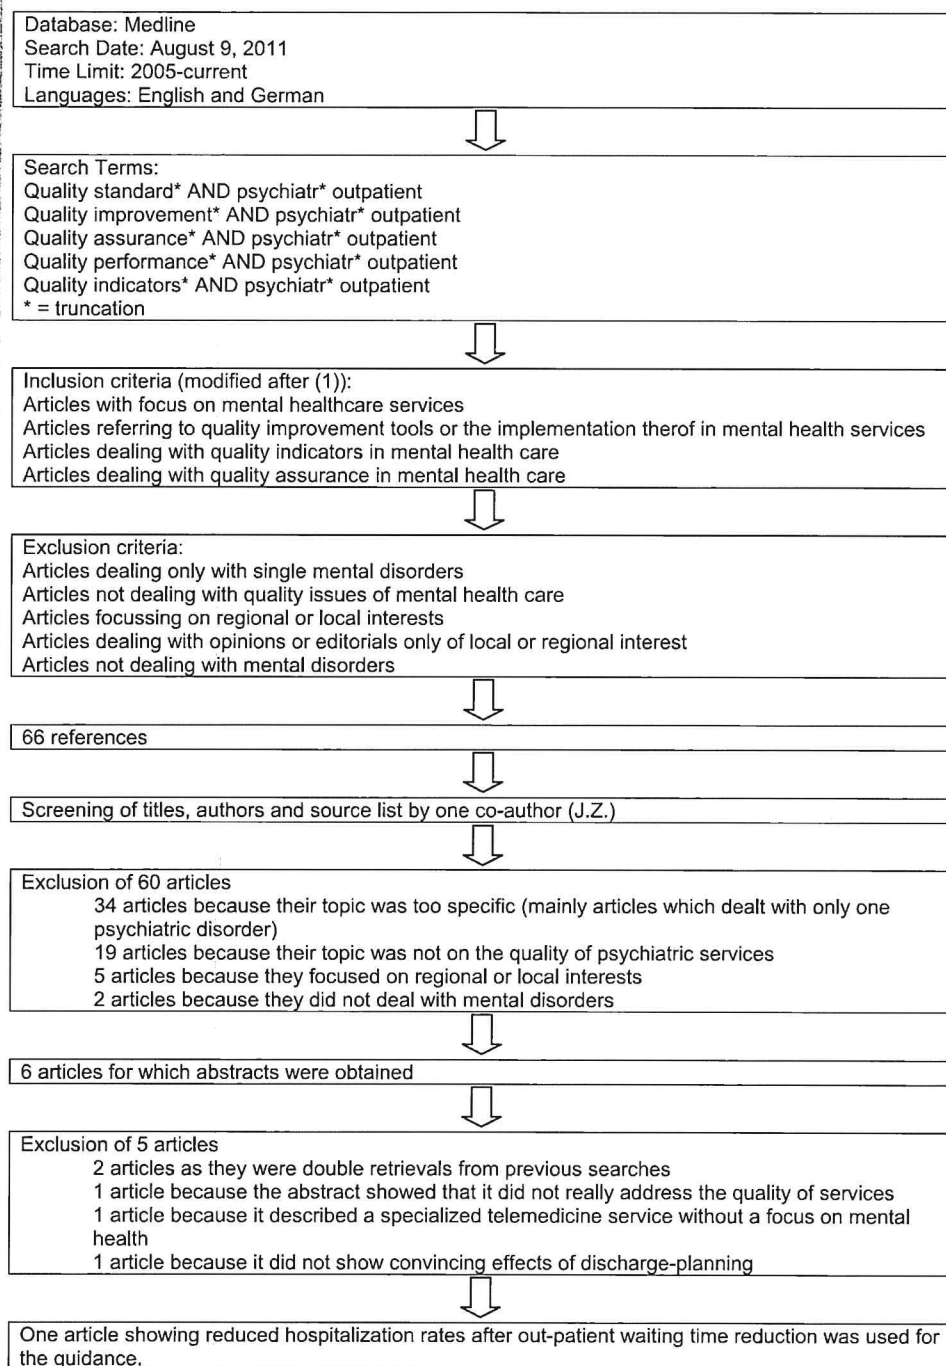 Database: Medline
Search Date: August 9, 2011
Time Limit: 2005-current
Languages: English and German
Search Terms:
Quality standard* AND psychiatr* outpatient
Quality improvement* AND psychiatr* outpatient
Quality assurance* AND psychiatr* outpatient
Quality performance* AND psychiatr* outpatient
Quality indicators* AND psychiatr* outpatient
* = truncation
Inclusion criteria (modified after (1)):
Articles with focus on mental healthcare services
Articles referring to quality improvement tools or the implementation therof in mental health services
Articles dealing with quality indicators in mental health care
Articles dealing with quality assurance in mental health care
Exclusion criteria:
Articles dealing only with single mental disorders
Articles not dealing with quality issues of mental health care
Articles focussing on regional or local interests
Articles dealing with opinions or editorials only of local or regional interest
Articles not dealing with mental disorders
66 references
Screening of titles, authors and source list by one co-author (J.Z.)
Exclusion of 60 articles
34 articles because their topic was too specific (mainly articles which dealt with only one
psychiatric disorder)
19 articles because their topic was not on the quality of psychiatric services
5 articles because they focused on regional or local interests
2 articles because they did not deal with mental disorders
6 articles for which abstracts were obtained
Exclusion of 5 articles
2 articles as they were double retrievals from previous searches
1 article because the abstract showed that it did not really address the quality of services
1 article because it described a specialized telemedicine service without a focus on mental
health
1 article because it did not show convincing effects of discharge-planning
One article showing reduced hospitalization rates after out-patient waiting time reduction was used for
the guidance.